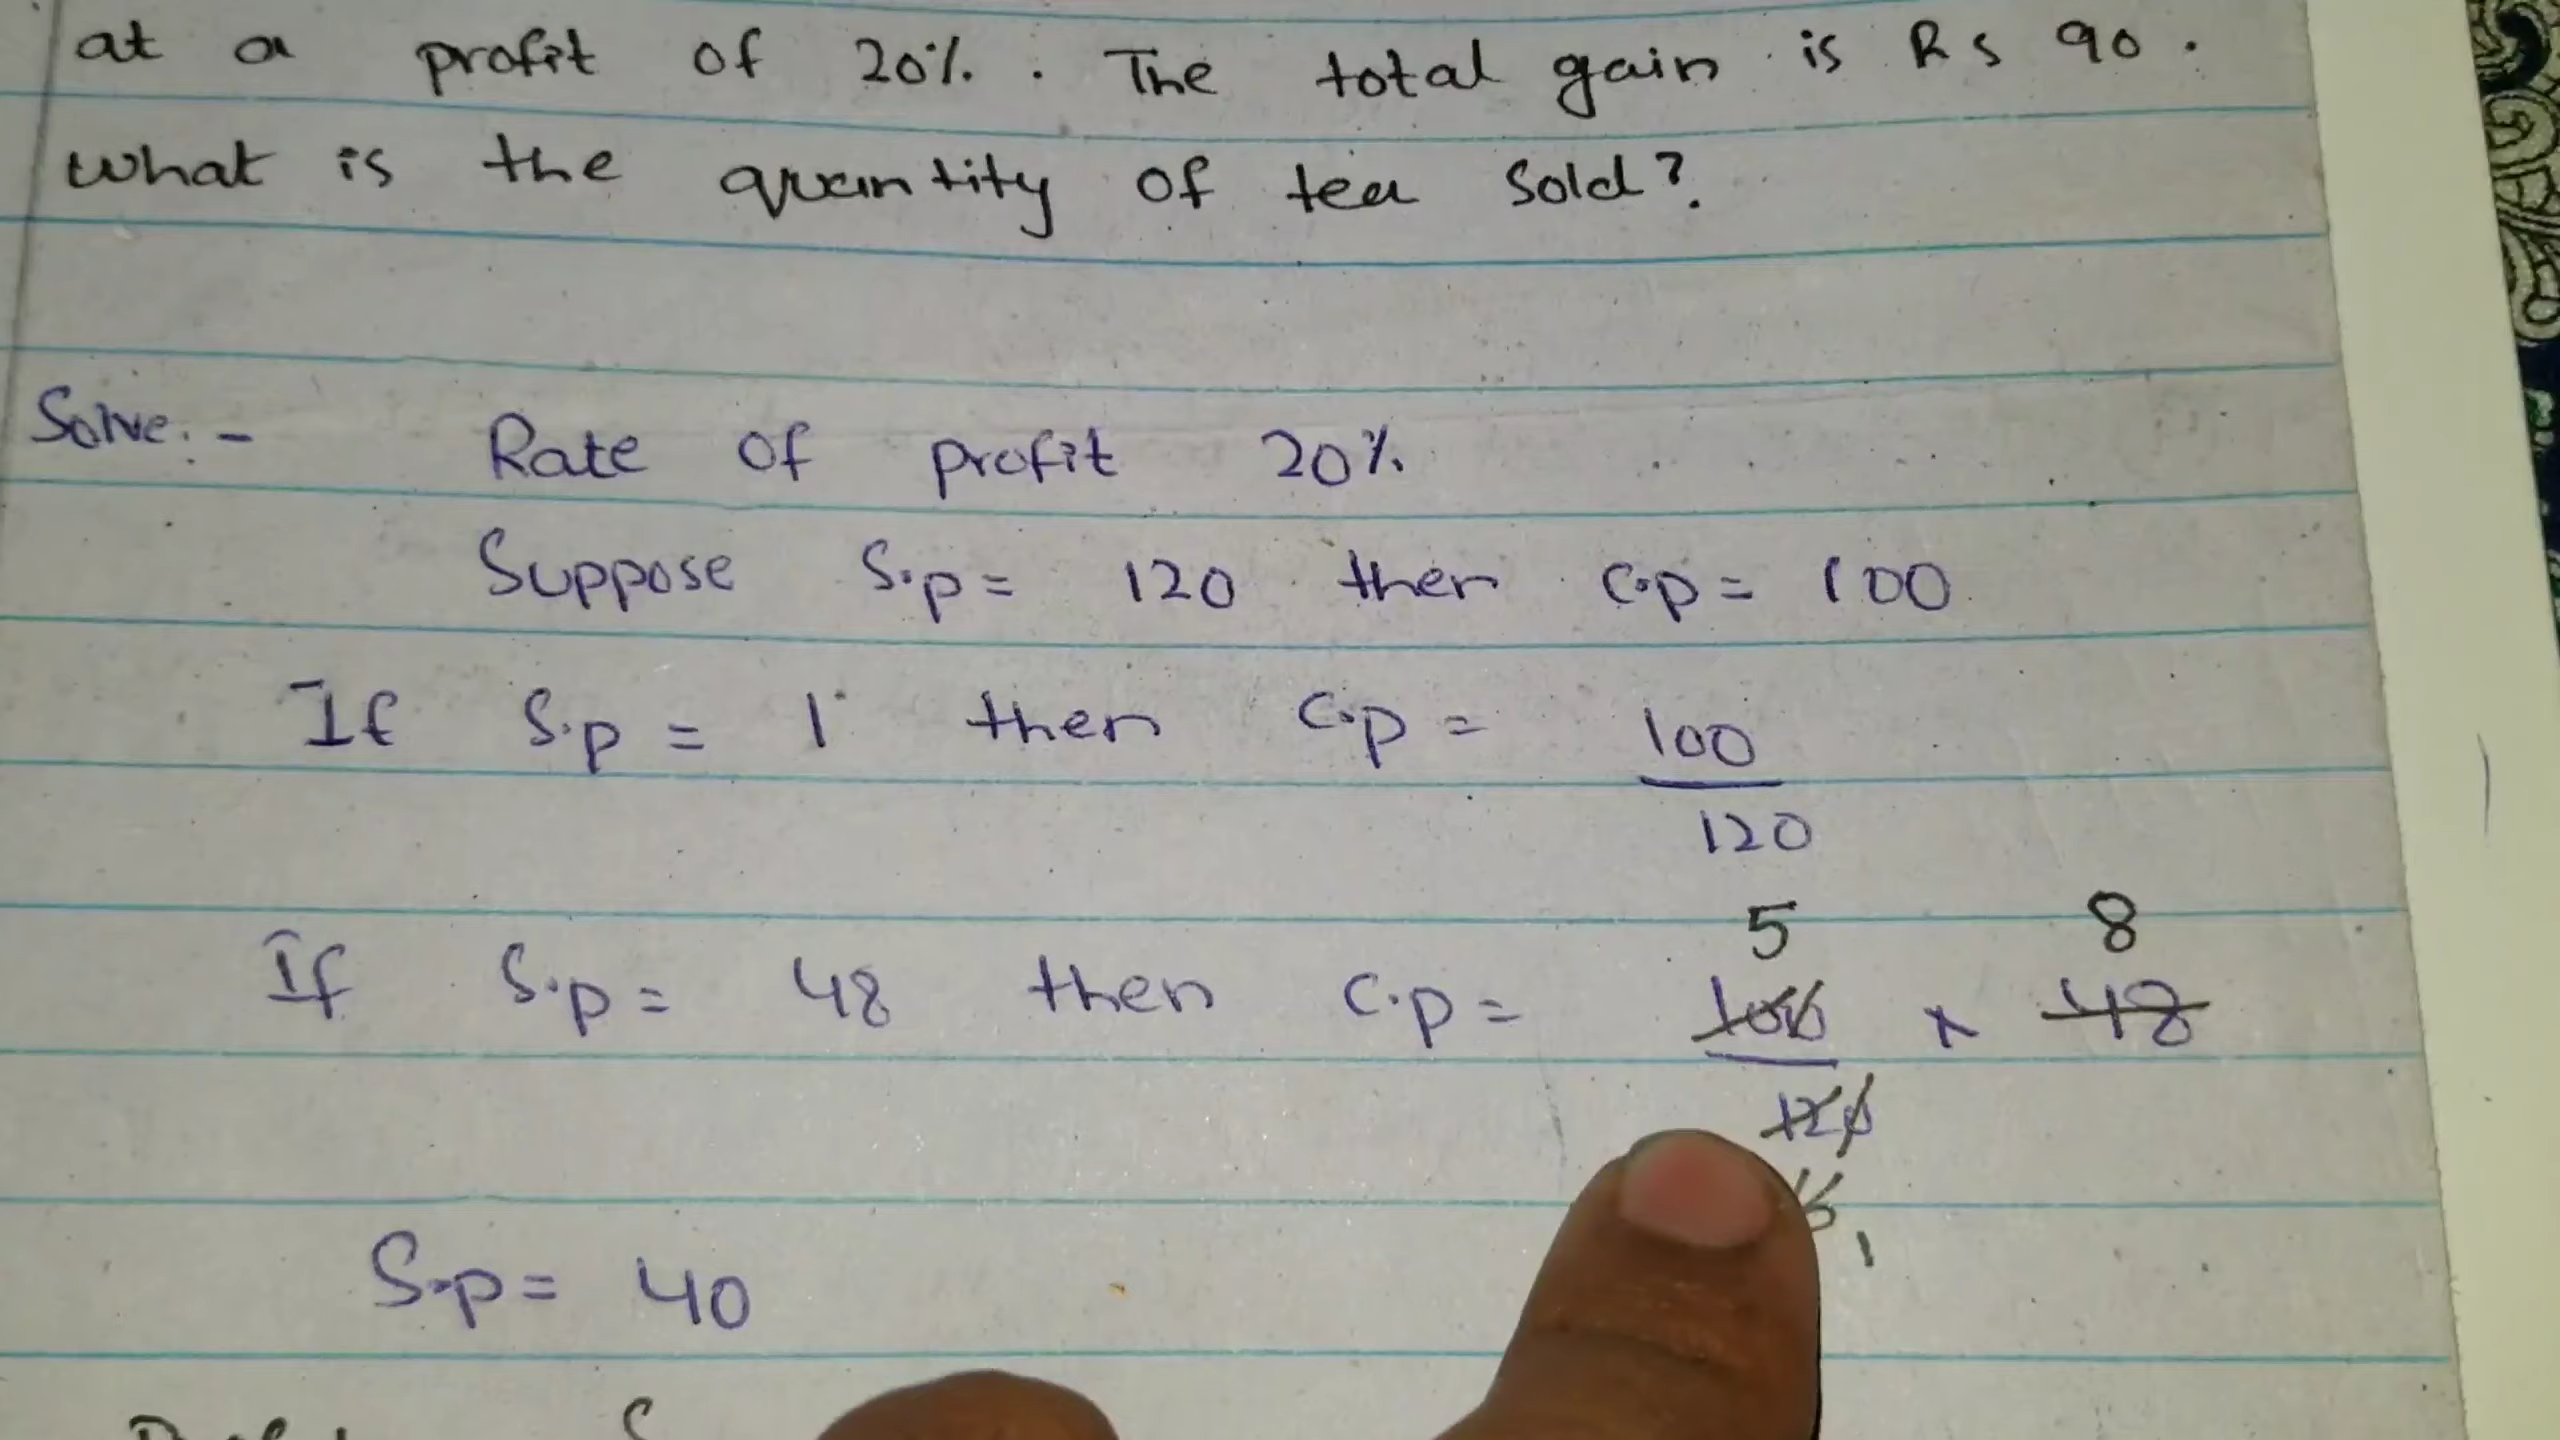 at a profit of 20%. The total gain is Rs 90.
What is the quantity of tea sold?
Solve:- Rate of profit 20%.
Suppose S.p = 120 then C.p = 100
If S.p = 1 then C.p = 100
120
5 8
If S.p = 48 then C.p = 100 x 48
120
6
1
S.p = 40